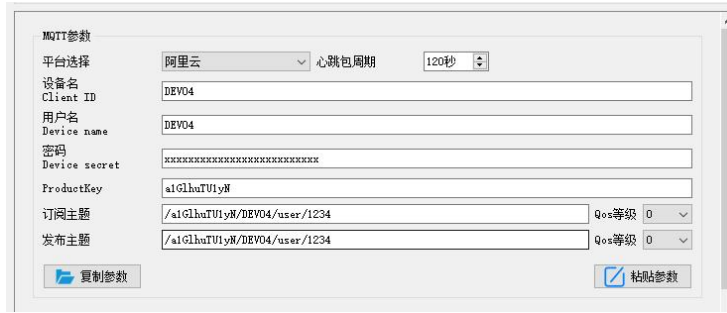 MQTT参数
平台选择 阿里云 心跳包周期 120秒
设备名
Client ID DEV04
用户名
Device name DEV04
密码
Device secret xxxxxxxxxxxxxxxxxxxxxxxxxx
ProductKey a1GlhuTU1yN
订阅主题 /a1GlhuTU1yN/DEV04/user/1234 Qos等级 0
发布主题 /a1GlhuTU1yN/DEV04/user/1234 Qos等级 0
复制参数 粘贴参数